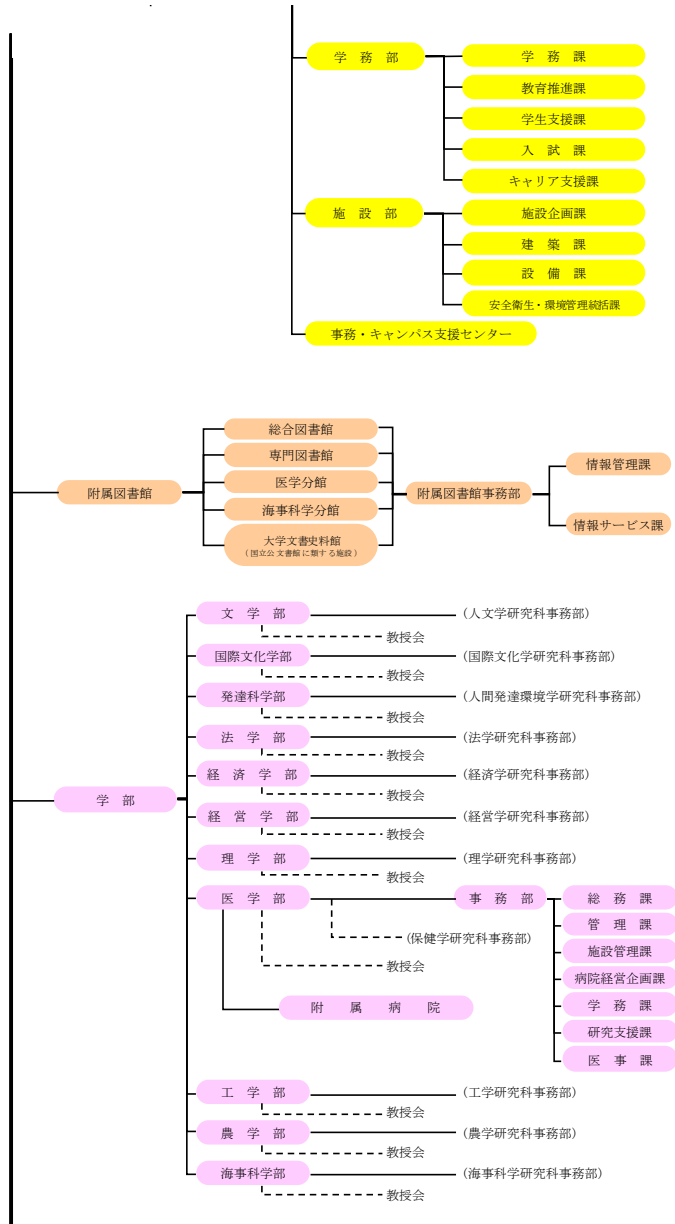 学 務 部
学 務 課
教育推進課
学生支援課
入 試 課
キャリア支援課
施 設 部
施設企画課
建 築 課
設 備 課
安全衛生・環境管理統括課
事務・キャンパス支援センター
附属図書館
総合図書館
専門図書館
医学分館
海事科学分館
大学文書史料館
(国立公文書館に類する施設)
附属図書館事務部
情報管理課
情報サービス課
学 部
文 学 部
(人文学研究科事務部)
教授会
国際文化学部
(国際文化学研究科事務部)
教授会
発達科学部
(人間発達環境学研究科事務部)
教授会
法 学 部
(法学研究科事務部)
教授会
経 済 学 部
(経済学研究科事務部)
教授会
経 営 学 部
(経営学研究科事務部)
教授会
理 学 部
(理学研究科事務部)
教授会
医 学 部
事 務 部
総 務 課
管 理 課
施設管理課
病院経営企画課
学 務 課
研究支援課
医 事 課
(保健学研究科事務部)
教授会
附 属 病 院
工 学 部
(工学研究科事務部)
教授会
農 学 部
(農学研究科事務部)
教授会
海事科学部
(海事科学研究科事務部)
教授会